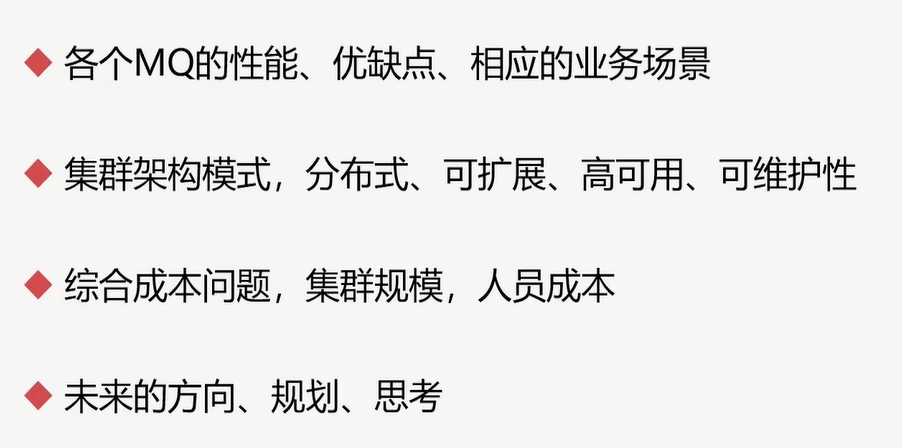 各个MQ的性能、优缺点、相应的业务场景
集群架构模式，分布式、可扩展、高可用、可维护性
综合成本问题，集群规模，人员成本
未来的方向、规划、思考